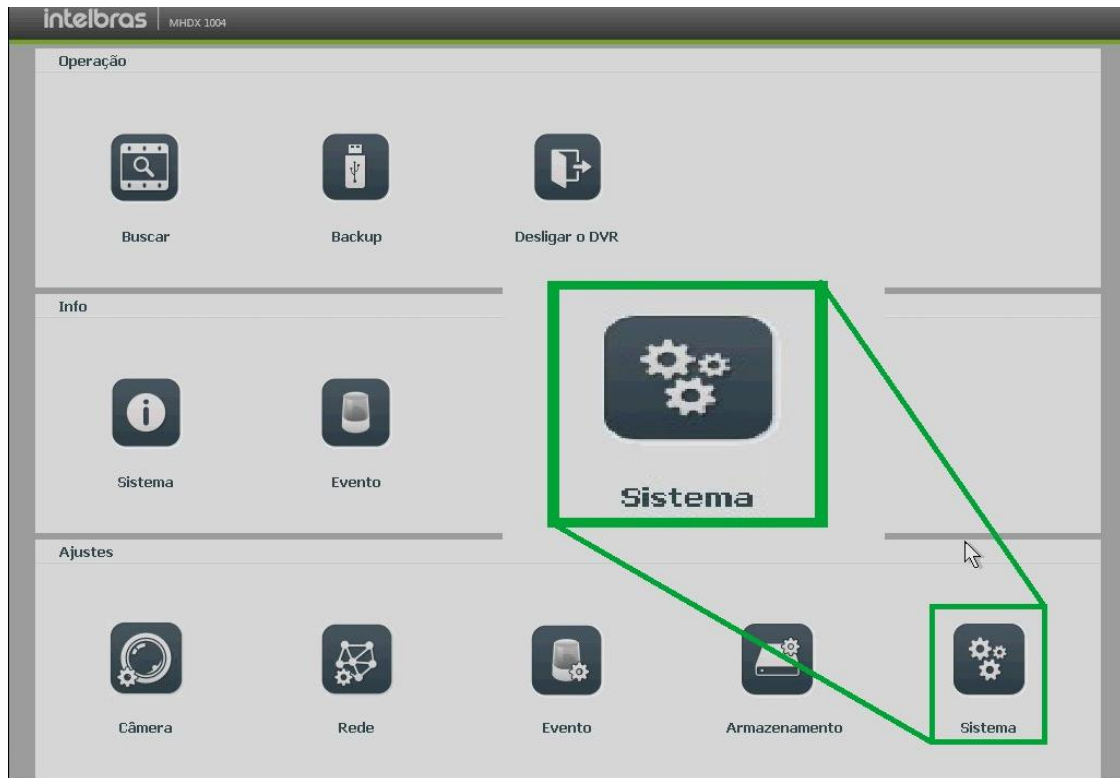 intelbras MHDX 1004
Operação
Buscar Backup Desligar o DVR
Info
Sistema Evento
Sistema
Ajustes
Câmera Rede Evento Armazenamento Sistema